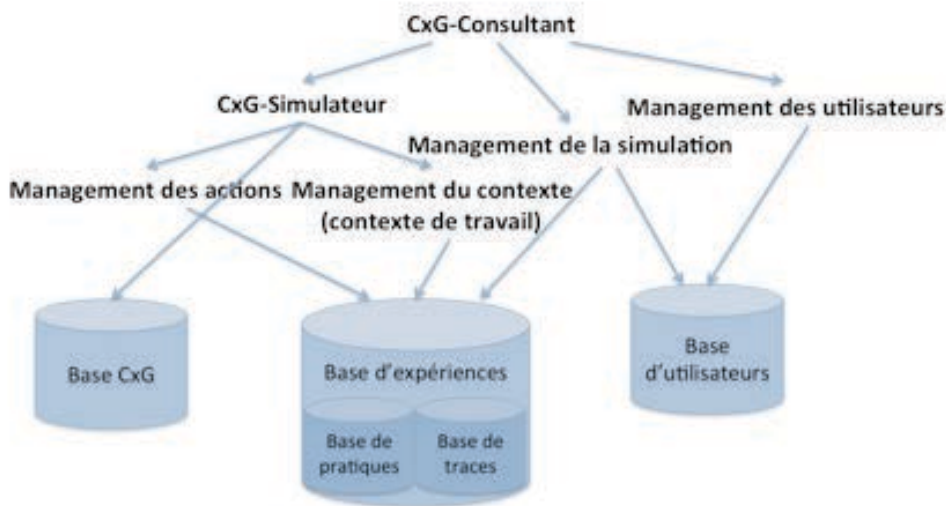 CxG-Consultant
CxG-Simulateur
Management des utilisateurs
Management de la simulation
Management des actions
Management du contexte
(contexte de travail)
Base CxG
Base d'expériences
Base
d'utilisateurs
Base de
pratiques
Base de
traces